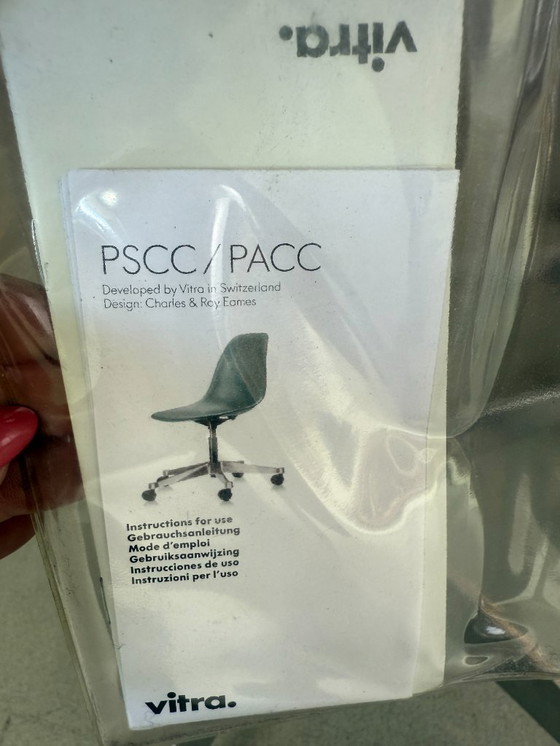 vitra.
PSCC / PACC
Developed by Vitra in Switzerland
Design: Charles & Ray Eames
Instructions for use
Gebrauchsanleitung
Mode d'emploi
Gebruiksaanwijzing
Instrucciones de uso
Instruzioni per l'uso
vitra.